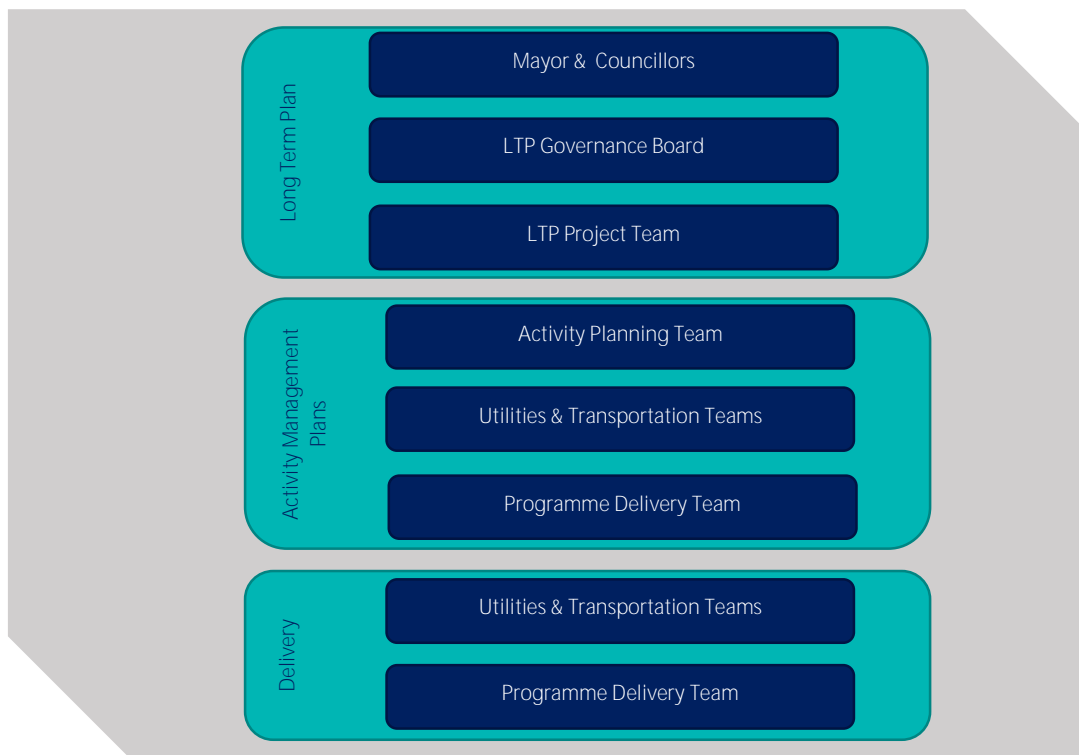 Long Term Plan
Mayor & Councillors
LTP Governance Board
LTP Project Team
Activity Management
Plans
Activity Planning Team
Utilities & Transportation Teams
Programme Delivery Team
Delivery
Utilities & Transportation Teams
Programme Delivery Team